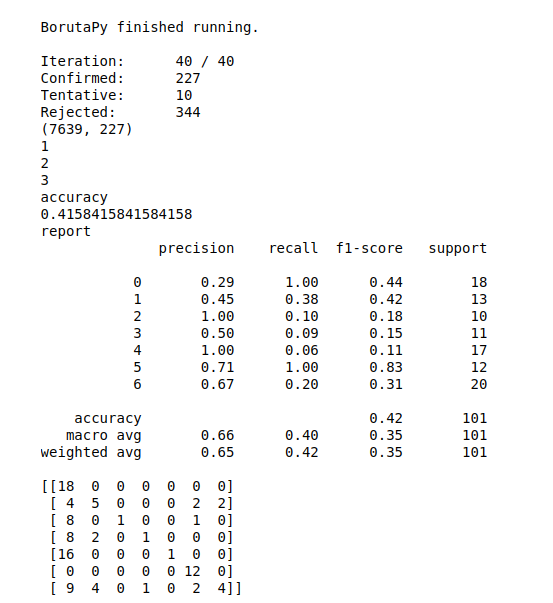 BorutaPy finished running.
Iteration: 40 / 40
Confirmed: 227
Tentative: 10
Rejected: 344
(7639, 227)
1
2
3
accuracy
0.4158415841584158
report
precision recall f1-score support
0 0.29 1.00 0.44 18
1 0.45 0.38 0.42 13
2 1.00 0.10 0.18 10
3 0.50 0.09 0.15 11
4 1.00 0.06 0.11 17
5 0.71 1.00 0.83 12
6 0.67 0.20 0.31 20
accuracy 0.42 101
macro avg 0.66 0.40 0.35 101
weighted avg 0.65 0.42 0.35 101
[[18 0 0 0 0 0 0]
[ 4 5 0 0 0 2 2]
[ 8 0 1 0 0 1 0]
[ 8 2 0 1 0 0 0]
[16 0 0 0 1 0 0]
[ 0 0 0 0 0 12 0]
[ 9 4 0 1 0 2 4]]